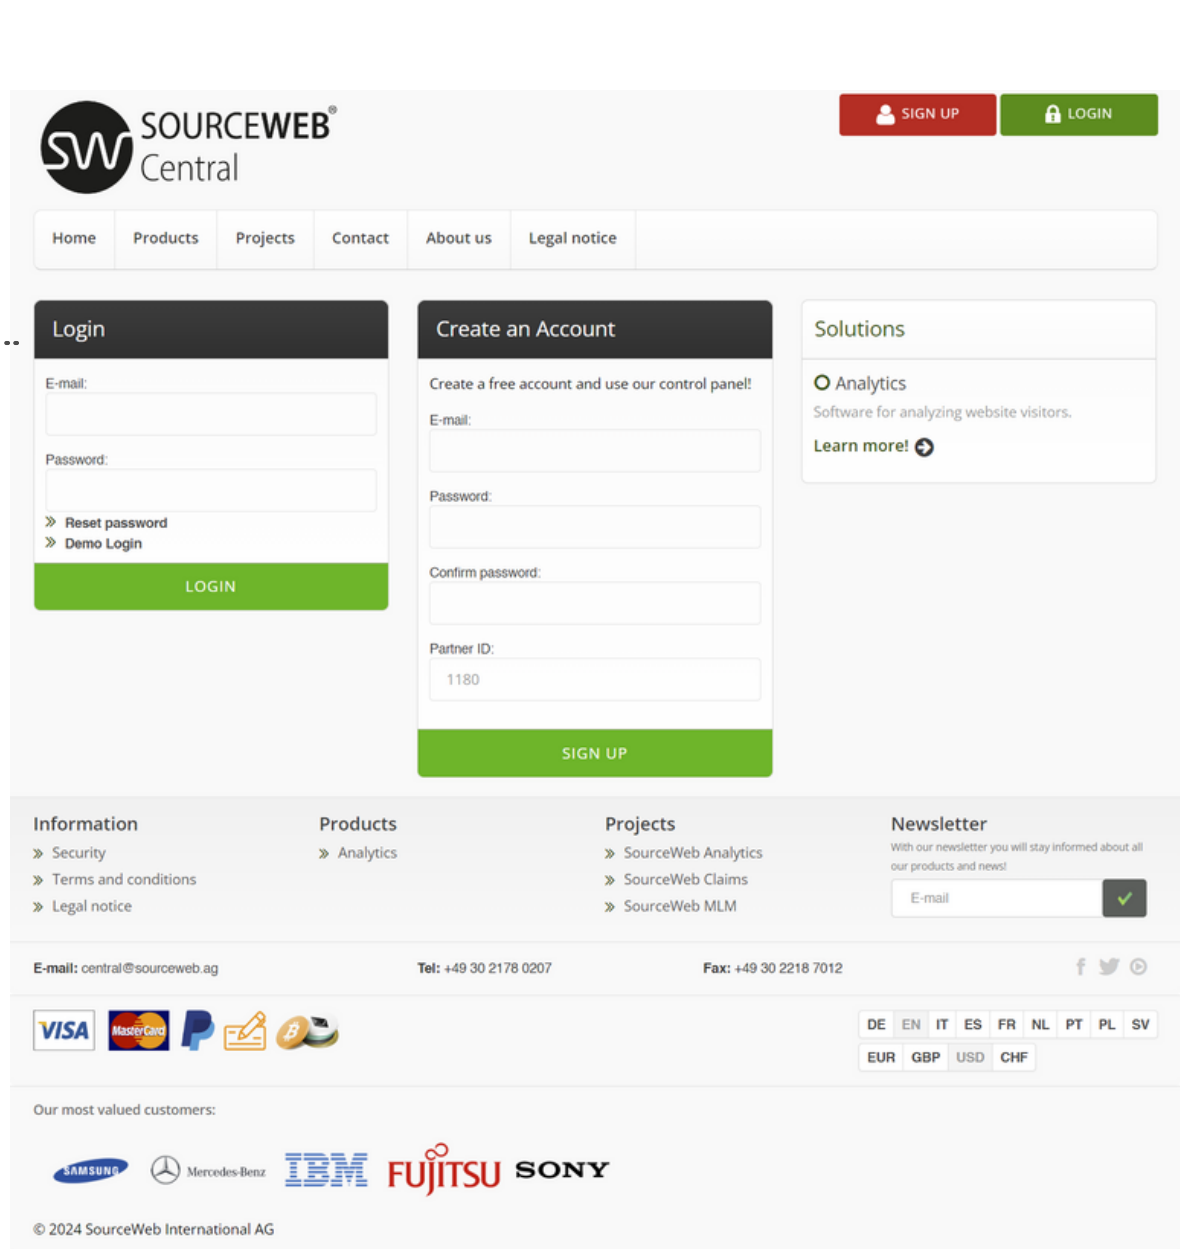 SW SOURCEWEB®
Central
SIGN UP
LOGIN
Home Products Projects Contact About us Legal notice
Login
E-mail:
Password:
Reset password
Demo Login
LOGIN
Create an Account
Create a free account and use our control panel!
E-mail:
Password:
Confirm password:
Partner ID:
1180
SIGN UP
Solutions
Analytics
Software for analyzing website visitors.
Learn more!
Information
Security
Terms and conditions
Legal notice
Products
Analytics
Projects
SourceWeb Analytics
SourceWeb Claims
SourceWeb MLM
Newsletter
With our newsletter you will stay informed about all
our products and news!
E-mail
E-mail: central@sourceweb.ag Tel: +49 30 2178 0207 Fax: +49 30 2218 7012
VISA MasterCard
DE EN IT ES FR NL PT PL SV
EUR GBP USD CHF
Our most valued customers:
SAMSUNG Mercedes-Benz IBM FUJITSU SONY
© 2024 SourceWeb International AG